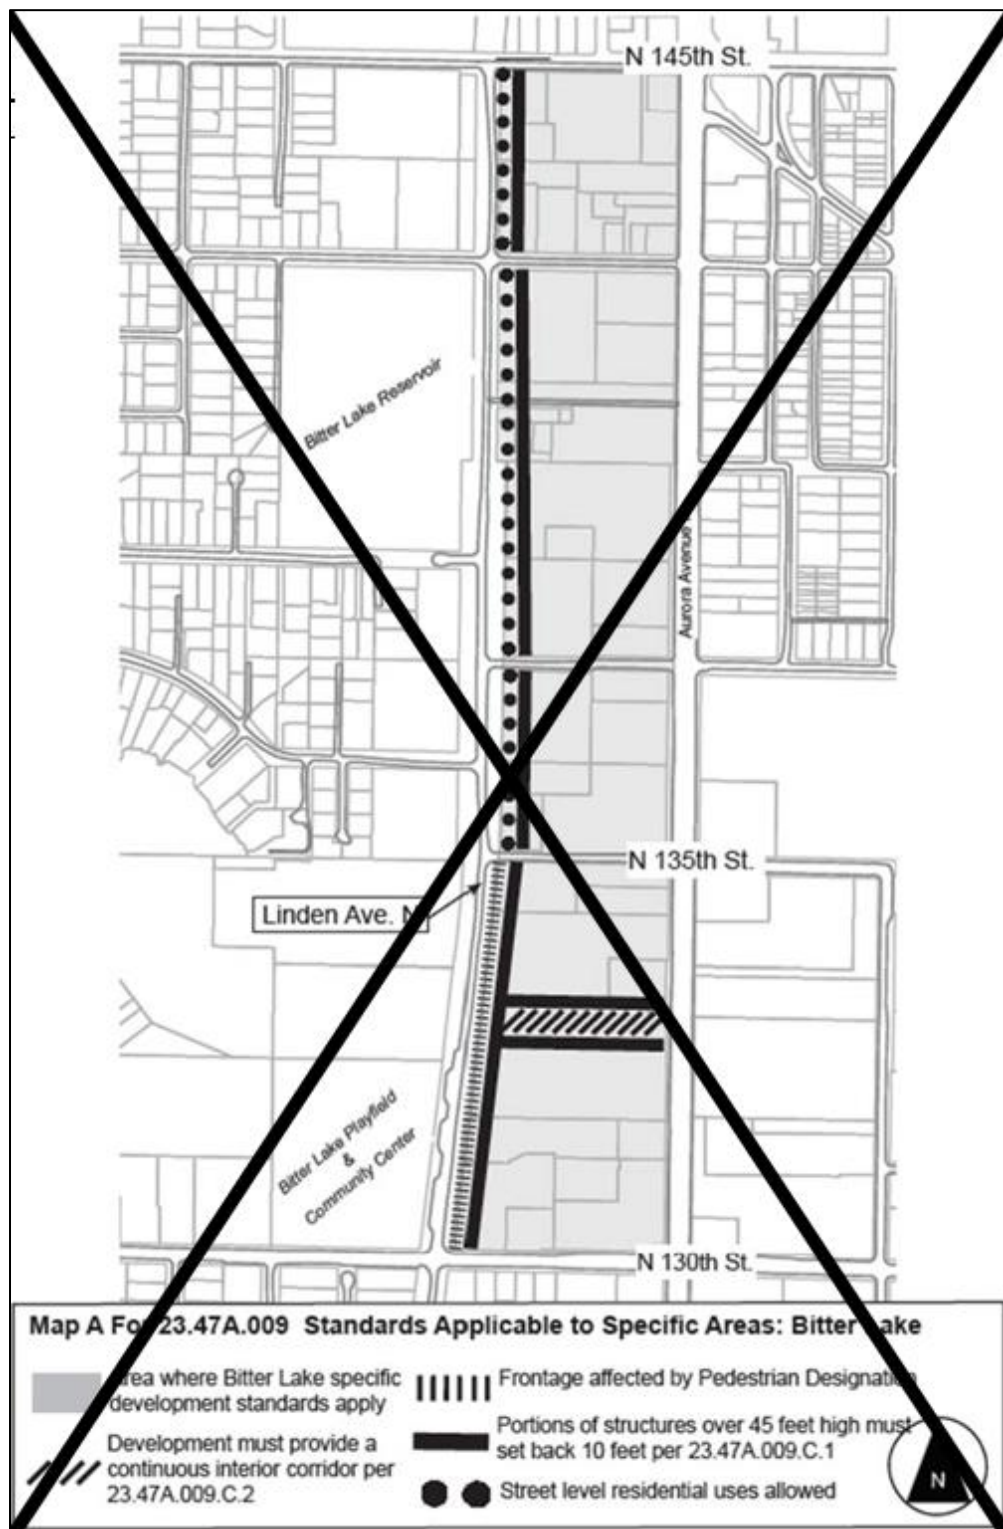 N 145th St.
Bitter Lake Reservoir
Aurora Avenue
N 135th St.
Linden Ave. N
Bitter Lake Playfield
&
Community Center
N 130th St.
Map A For 23.47A.009 Standards Applicable to Specific Areas: Bitter Lake
Area where Bitter Lake specific
development standards apply
Development must provide a
continuous interior corridor per
23.47A.009.C.2
Frontage affected by Pedestrian Designation
Portions of structures over 45 feet high must
set back 10 feet per 23.47A.009.C.1
Street level residential uses allowed
N